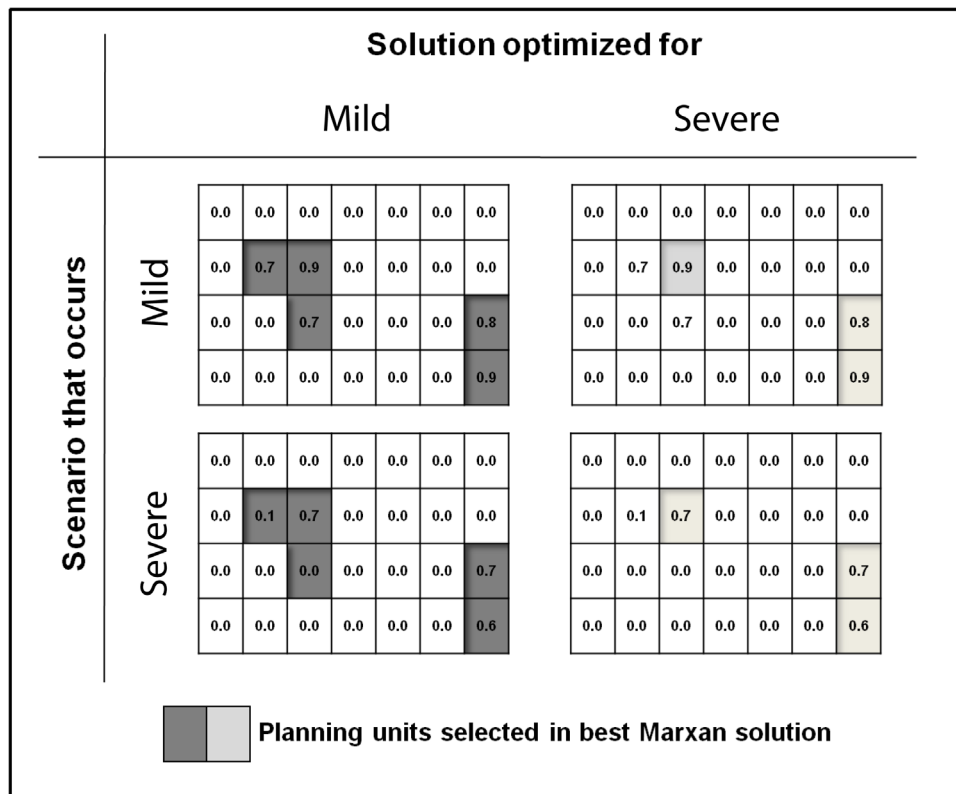 Solution optimized for
Mild Severe
Scenario that occurs
Mild
0.0 0.0 0.0 0.0 0.0 0.0 0.0
0.0 0.7 0.9 0.0 0.0 0.0 0.0
0.0 0.0 0.7 0.0 0.0 0.0 0.8
0.0 0.0 0.0 0.0 0.0 0.0 0.9
0.0 0.0 0.0 0.0 0.0 0.0 0.0
0.0 0.7 0.9 0.0 0.0 0.0 0.0
0.0 0.0 0.7 0.0 0.0 0.0 0.8
0.0 0.0 0.0 0.0 0.0 0.0 0.9
Severe
0.0 0.0 0.0 0.0 0.0 0.0 0.0
0.0 0.1 0.7 0.0 0.0 0.0 0.0
0.0 0.0 0.0 0.0 0.0 0.0 0.7
0.0 0.0 0.0 0.0 0.0 0.0 0.6
0.0 0.0 0.0 0.0 0.0 0.0 0.0
0.0 0.1 0.7 0.0 0.0 0.0 0.0
0.0 0.0 0.0 0.0 0.0 0.0 0.7
0.0 0.0 0.0 0.0 0.0 0.0 0.6
Planning units selected in best Marxan solution